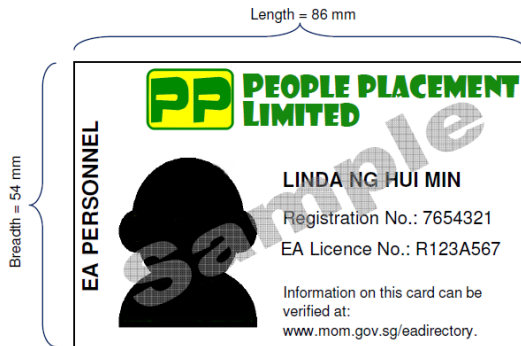 Length = 86 mm
Breadth = 54 mm
PP
PEOPLE PLACEMENT
LIMITED
EA PERSONNEL
LINDA NG HUI MIN
Registration No.: 7654321
EA Licence No.: R123A567
Information on this card can be
verified at:
www.mom.gov.sg/eadirectory.
Sample